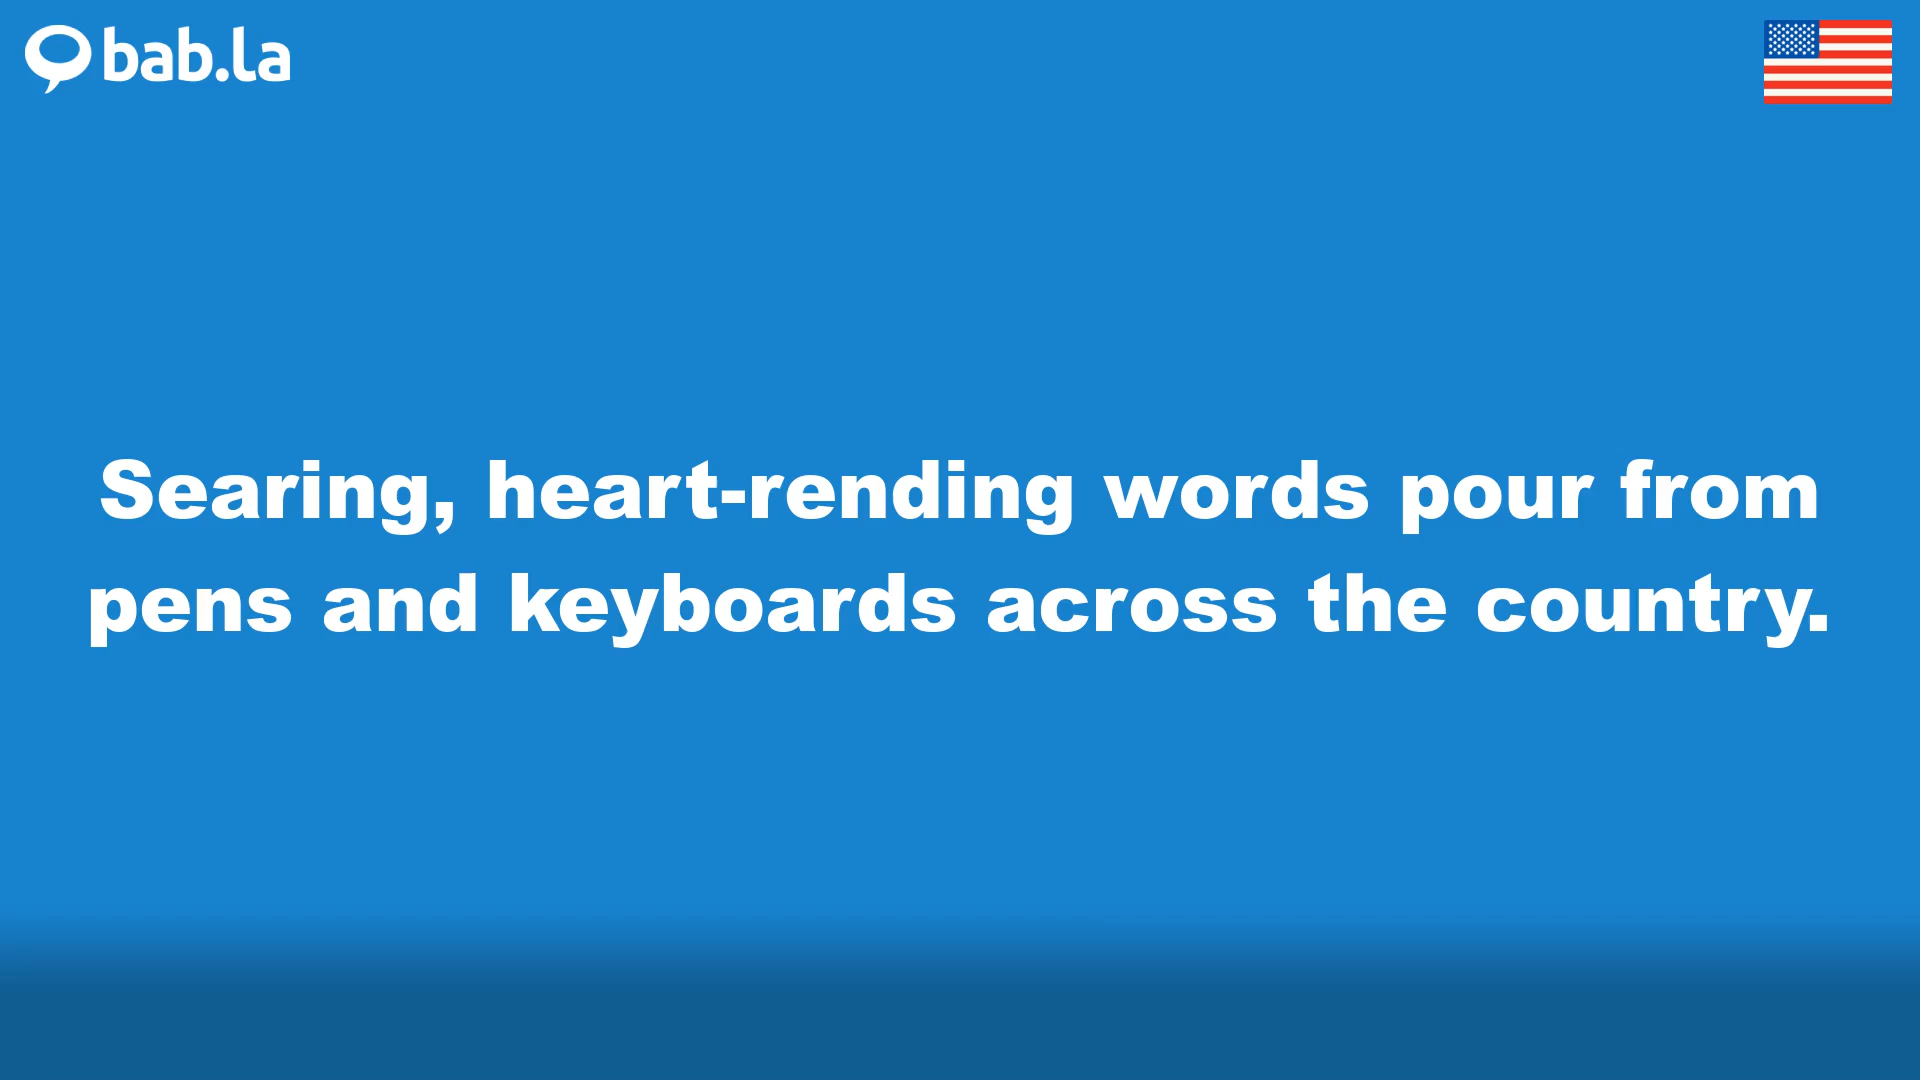 bab.la
Searing, heart-rending words pour from
pens and keyboards across the country.